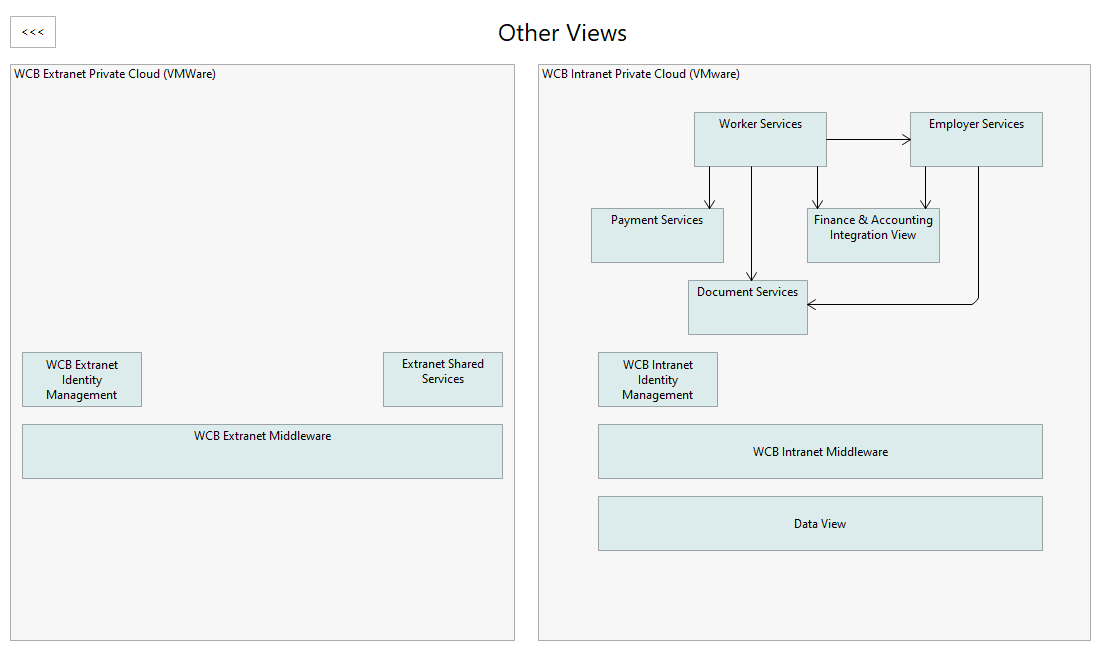 <<<
Other Views
WCB Extranet Private Cloud (VMWare)
WCB Extranet
Identity
Management
Extranet Shared
Services
WCB Extranet Middleware
WCB Intranet Private Cloud (VMware)
Worker Services
Employer Services
Payment Services
Finance & Accounting
Integration View
Document Services
WCB Intranet
Identity
Management
WCB Intranet Middleware
Data View